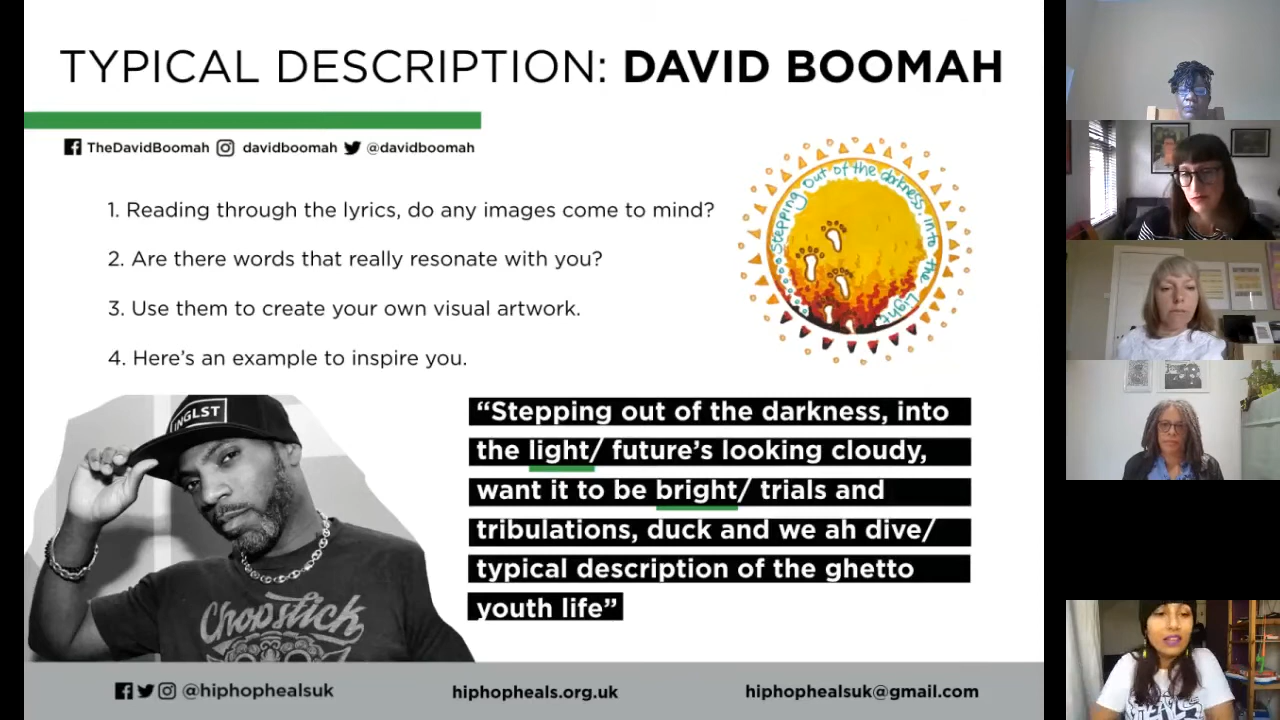 TYPICAL DESCRIPTION: DAVID BOOMAH
TheDavidBoomah davidboomah @davidboomah
1. Reading through the lyrics, do any images come to mind?
2. Are there words that really resonate with you?
3. Use them to create your own visual artwork.
4. Here's an example to inspire you.
Stepping out of the darkness, into the Light
“Stepping out of the darkness, into
the light/ future's looking cloudy,
want it to be bright/ trials and
tribulations, duck and we ah dive/
typical description of the ghetto
youth life”
INGLST
Chopstick
@hiphophealsuk hiphopheals.org.uk hiphophealsuk@gmail.com